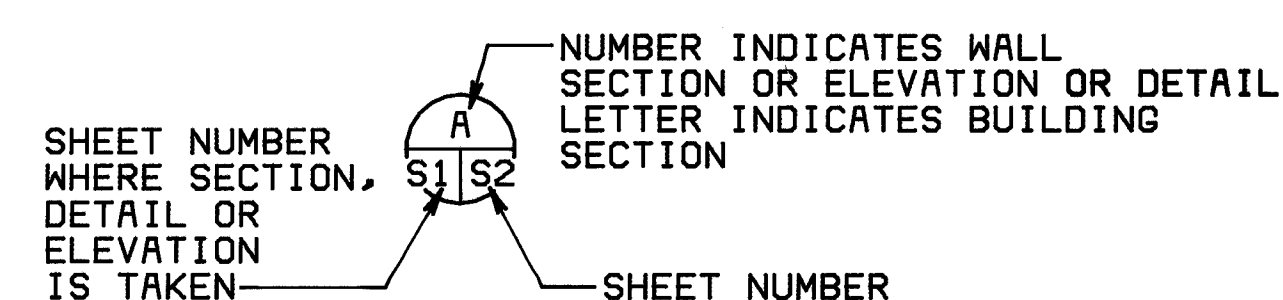 NUMBER INDICATES WALL
SECTION OR ELEVATION OR DETAIL
LETTER INDICATES BUILDING
SECTION
A
S1 S2
SHEET NUMBER
WHERE SECTION,
DETAIL OR
ELEVATION
IS TAKEN
SHEET NUMBER